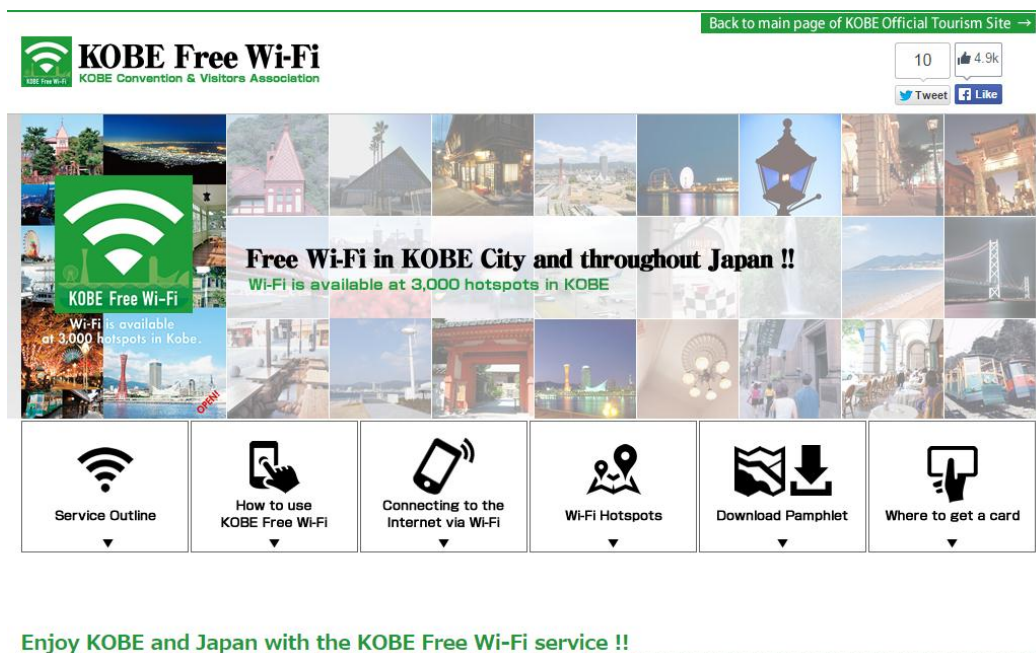 Back to main page of KOBE Official Tourism Site →
KOBE Free Wi-Fi
KOBE Convention & Visitors Association
KOBE Free Wi-Fi
10
4.9k
Tweet
Like
KOBE Free Wi-Fi
Wi-Fi is available
at 3,000 hotspots in Kobe.
OPEN!
Free Wi-Fi in KOBE City and throughout Japan !!
Wi-Fi is available at 3,000 hotspots in KOBE
Service Outline
How to use
KOBE Free Wi-Fi
Connecting to the
Internet via Wi-Fi
Wi-Fi Hotspots
Download Pamphlet
Where to get a card
Enjoy KOBE and Japan with the KOBE Free Wi-Fi service !!